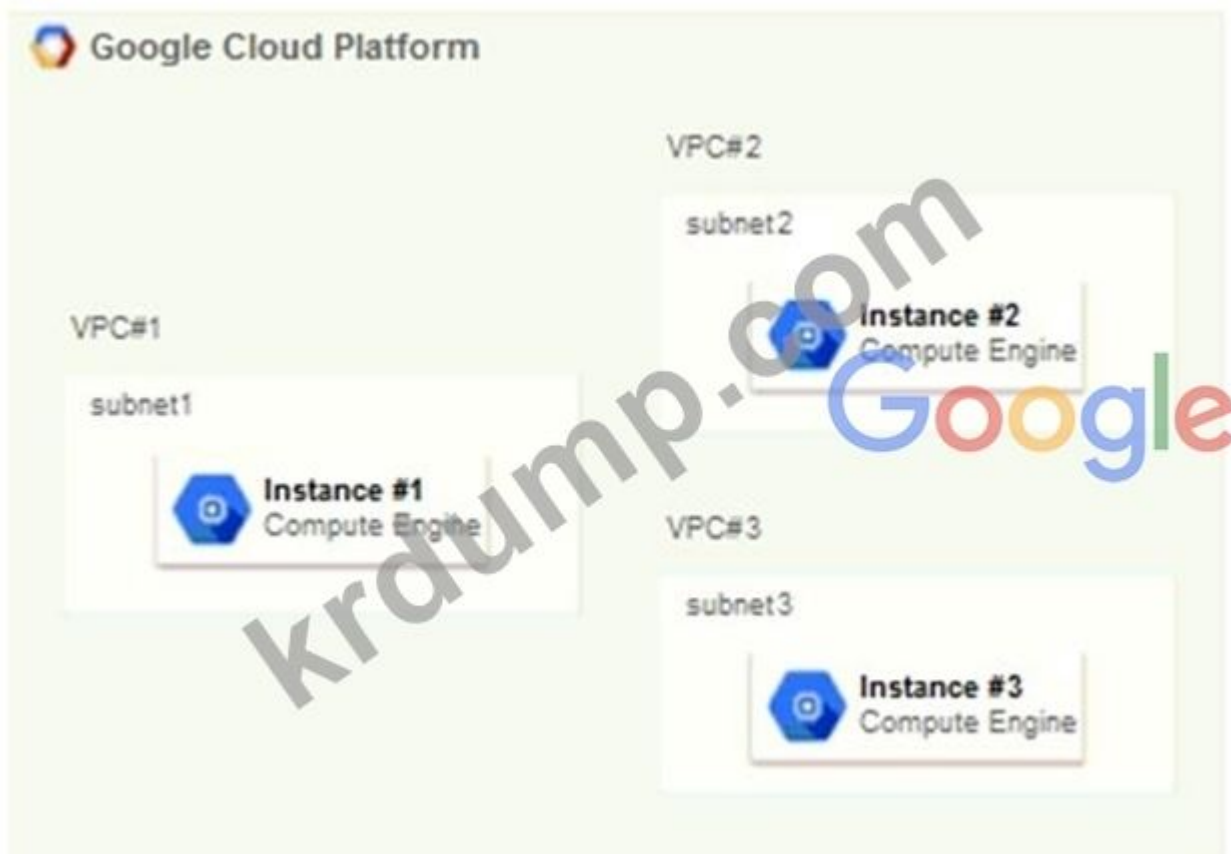 Google Cloud Platform
VPC#2
subnet2
Instance #2
Compute Engine
Google
VPC#1
subnet1
Instance #1
Compute Engine
VPC#3
subnet3
Instance #3
Compute Engine
krdump.com